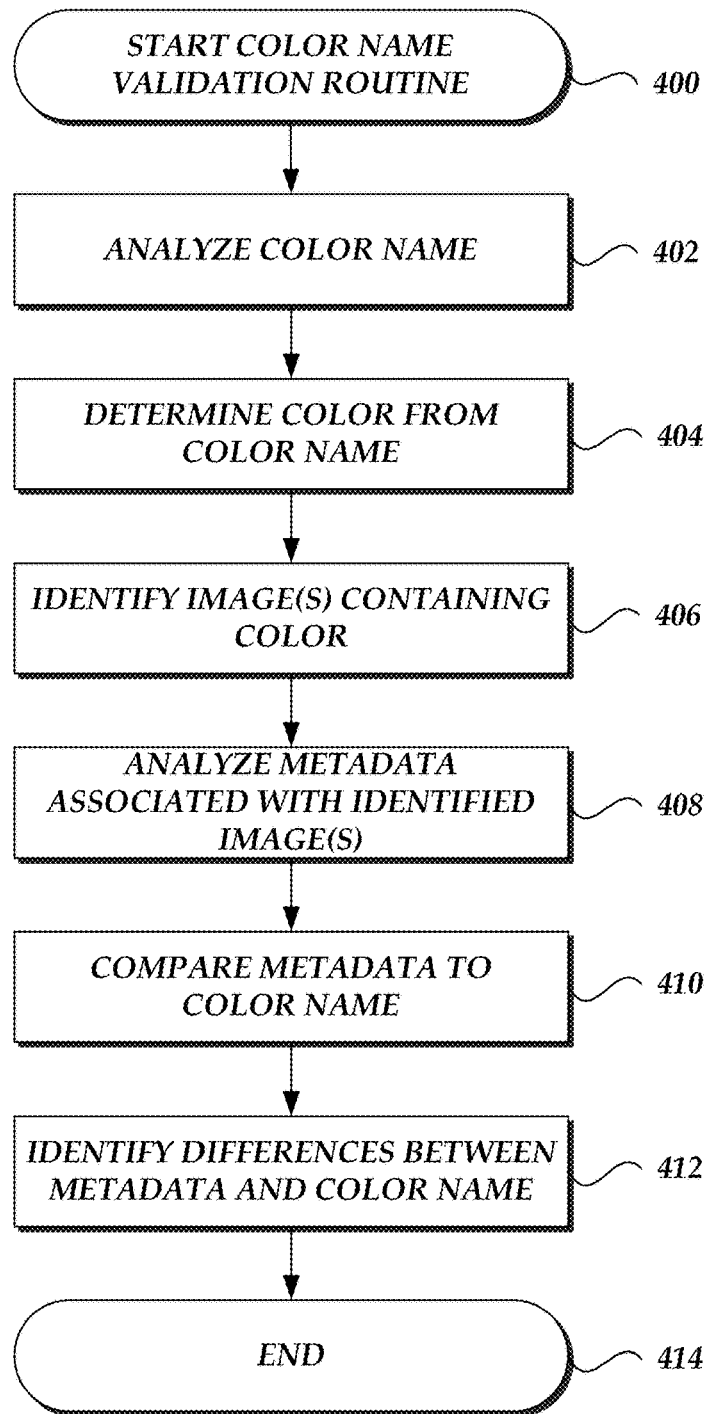 START COLOR NAME
VALIDATION ROUTINE
400
ANALYZE COLOR NAME
402
DETERMINE COLOR FROM
COLOR NAME
404
IDENTIFY IMAGE(S) CONTAINING
COLOR
406
ANALYZE METADATA
ASSOCIATED WITH IDENTIFIED
IMAGE(S)
408
COMPARE METADATA TO
COLOR NAME
410
IDENTIFY DIFFERENCES BETWEEN
METADATA AND COLOR NAME
412
END
414